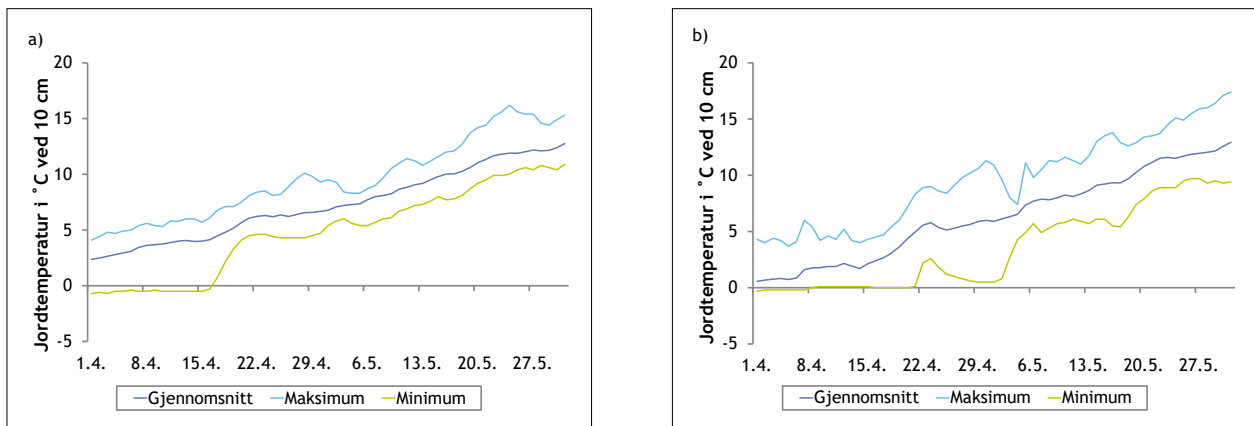 a)
Jordtemperatur i ˚C ved 10 cm
20
15
10
5
0
-5
1.4. 8.4. 15.4. 22.4. 29.4. 6.5. 13.5. 20.5. 27.5.
Gjennomsnitt Maksimum Minimum
b)
Jordtemperatur i ˚C ved 10 cm
20
15
10
5
0
-5
1.4. 8.4. 15.4. 22.4. 29.4. 6.5. 13.5. 20.5. 27.5.
Gjennomsnitt Maksimum Minimum